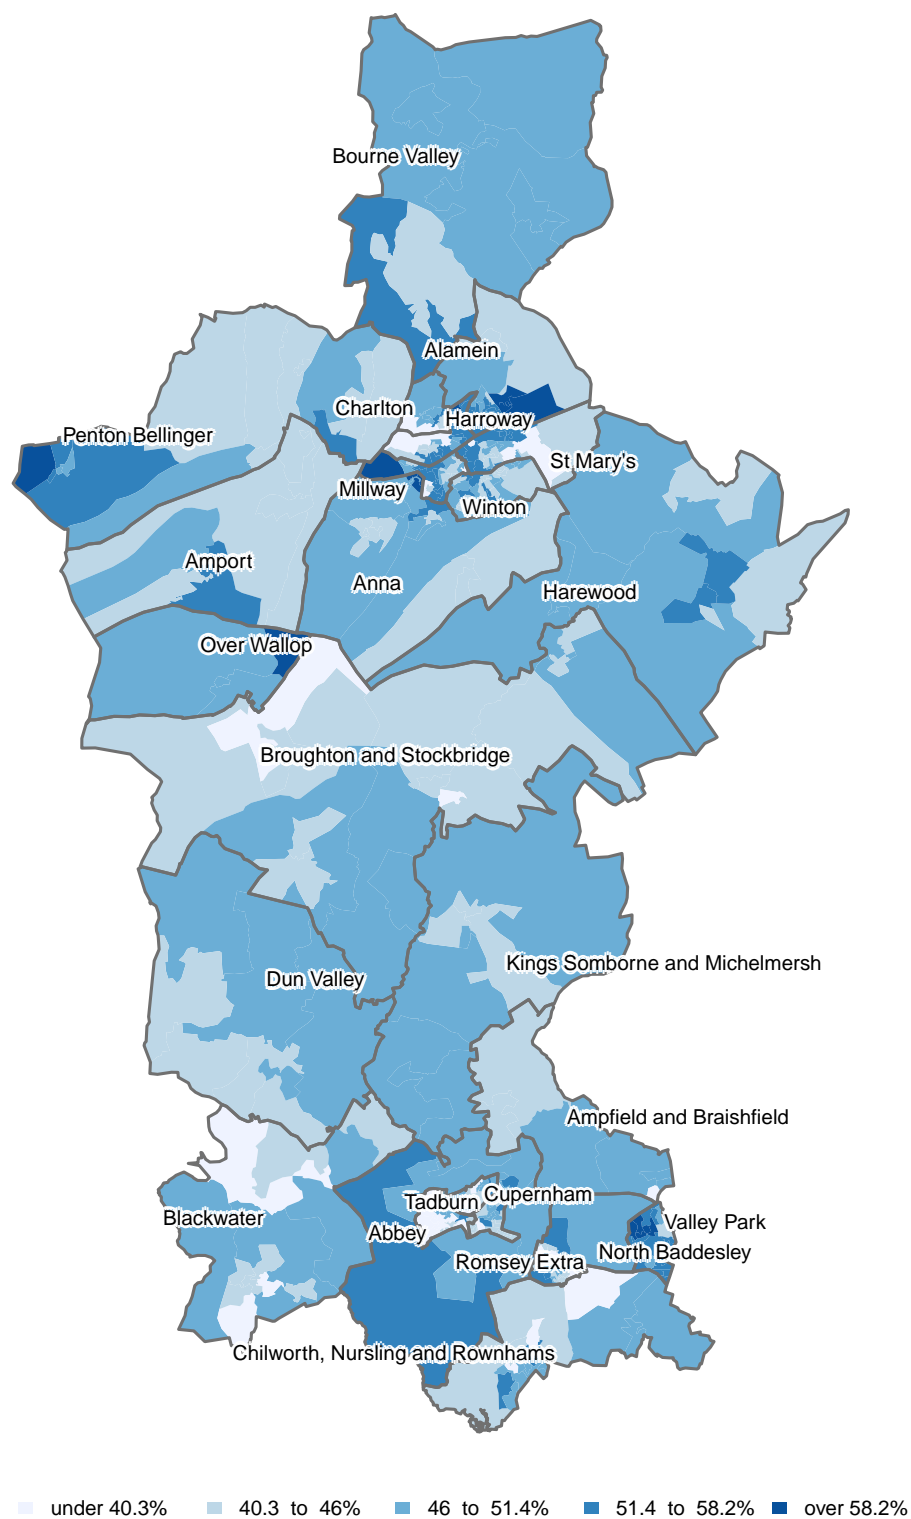 Bourne Valley
Alamein
Charlton
Harroway
Penton Bellinger
St Mary's
Millway
Winton
Amport
Anna
Harewood
Over Wallop
Broughton and Stockbridge
Kings Somborne and Michelmersh
Dun Valley
Ampfield and Braishfield
Tadburn
Cupernham
Blackwater
Valley Park
Abbey
North Baddesley
Romsey Extra
Chilworth, Nursling and Rownhams
under 40.3% 40.3 to 46% 46 to 51.4% 51.4 to 58.2% over 58.2%